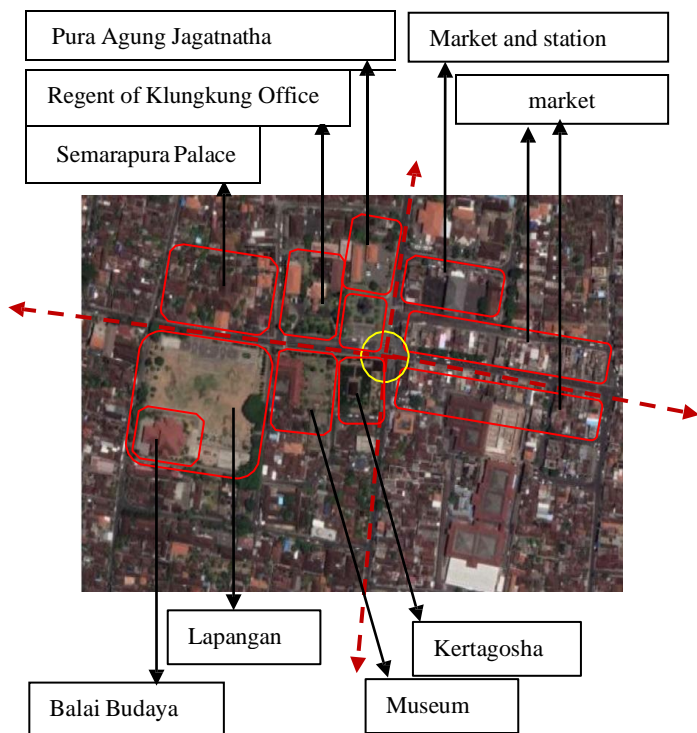 Pura Agung Jagatnatha
Market and station
Regent of Klungkung Office
market
Semarapura Palace
Lapangan
Kertagosha
Balai Budaya
Museum